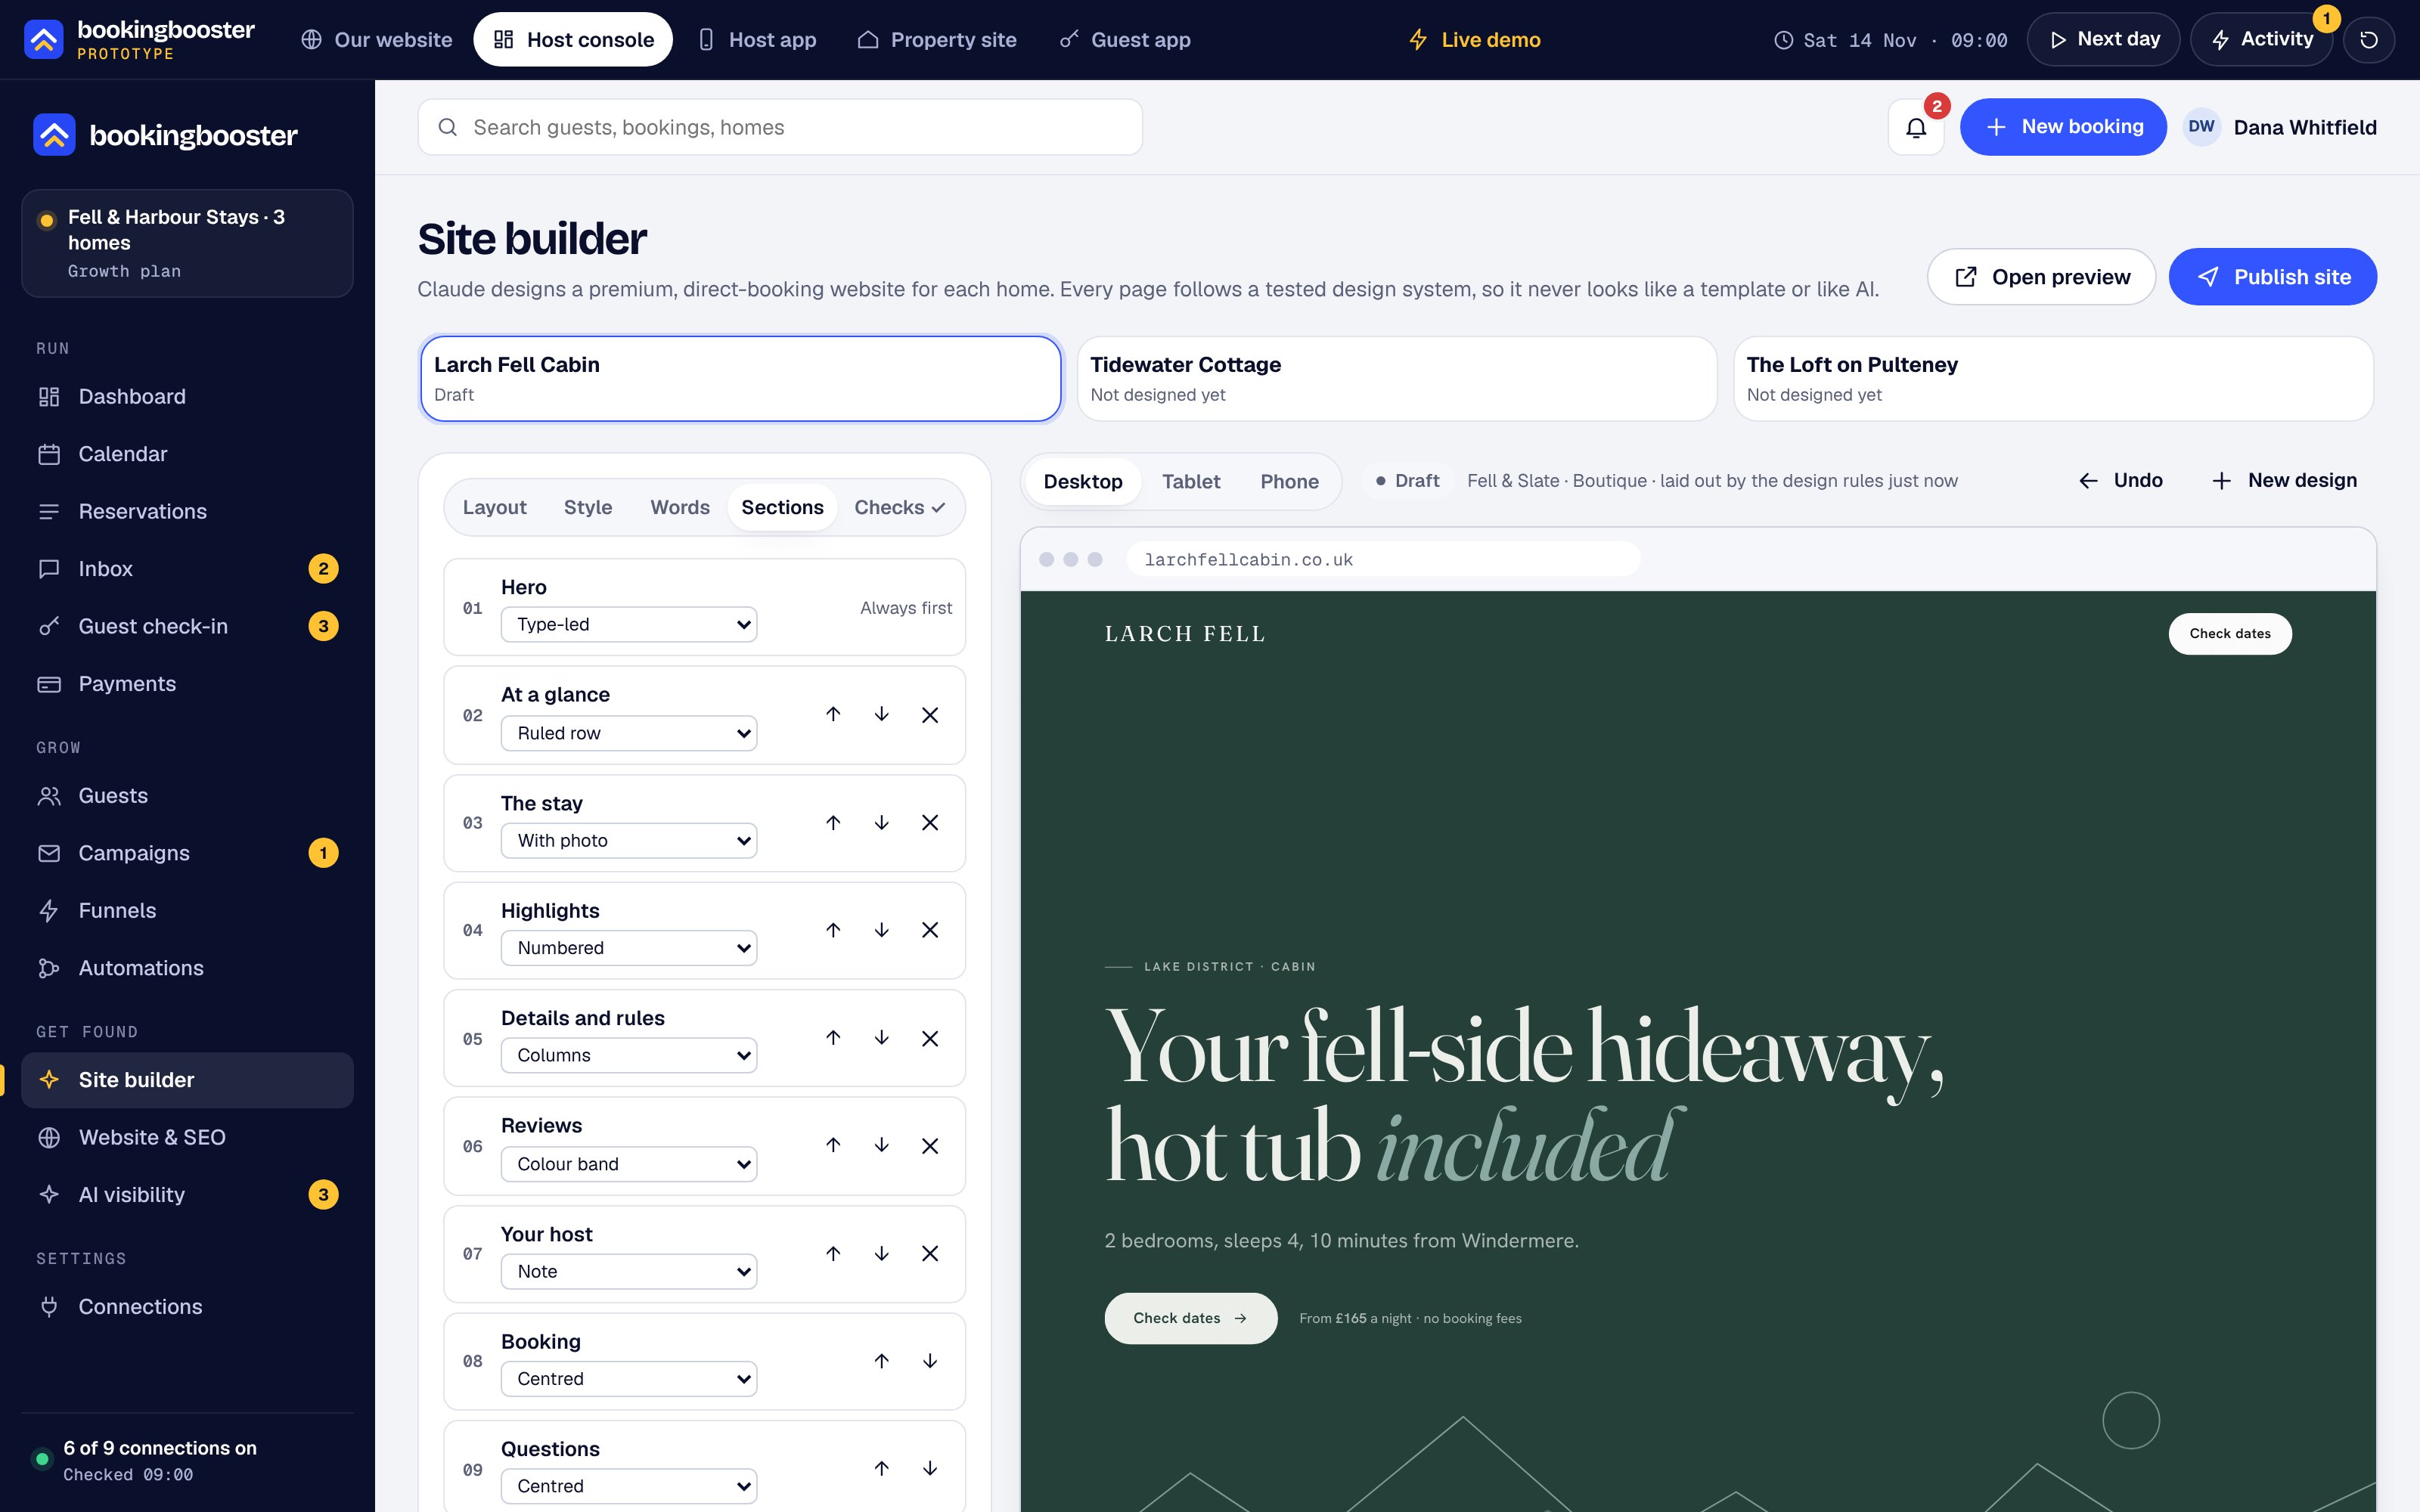 bookingbooster
PROTOTYPE
Our website
Host console
Host app
Property site
Guest app
Live demo
Sat 14 Nov · 09:00
Next day
Activity
1
bookingbooster
Fell & Harbour Stays · 3
homes
Growth plan
RUN
Dashboard
Calendar
Reservations
Inbox
2
Guest check-in
3
Payments
GROW
Guests
Campaigns
1
Funnels
Automations
GET FOUND
Site builder
Website & SEO
AI visibility
3
SETTINGS
Connections
6 of 9 connections on
Checked 09:00
Search guests, bookings, homes
2
New booking
DW
Dana Whitfield
Site builder
Claude designs a premium, direct-booking website for each home. Every page follows a tested design system, so it never looks like a template or like AI.
Open preview
Publish site
Larch Fell Cabin
Draft
Tidewater Cottage
Not designed yet
The Loft on Pulteney
Not designed yet
Layout
Style
Words
Sections
Checks
01
Hero
Type-led
Always first
02
At a glance
Ruled row
03
The stay
With photo
04
Highlights
Numbered
05
Details and rules
Columns
06
Reviews
Colour band
07
Your host
Note
08
Booking
Centred
09
Questions
Centred
Desktop
Tablet
Phone
Draft
Fell & Slate · Boutique · laid out by the design rules just now
Undo
New design
larchfellcabin.co.uk
LARCH FELL
Check dates
LAKE DISTRICT · CABIN
Your fell-side hideaway,
hot tub included
2 bedrooms, sleeps 4, 10 minutes from Windermere.
Check dates
From £165 a night · no booking fees